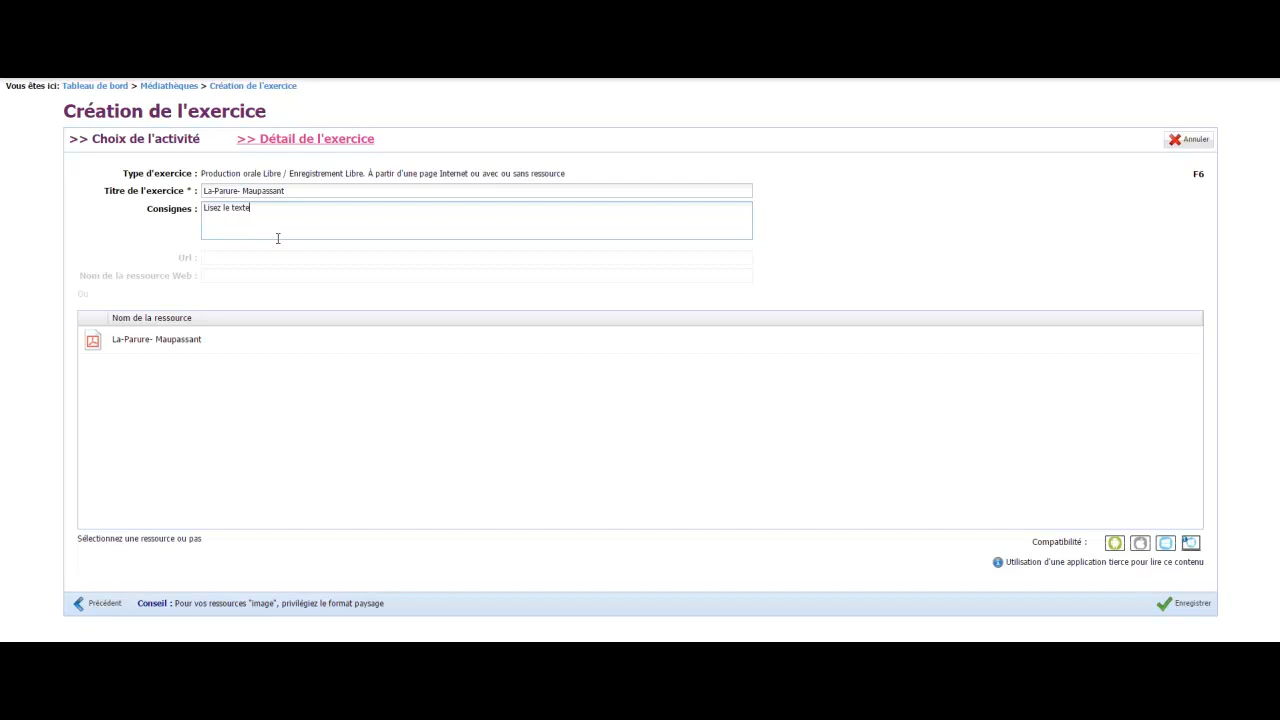 Vous êtes ici: Tableau de bord > Médiathèques > Création de l'exercice
Création de l'exercice
>> Choix de l'activité >> Détail de l'exercice Annuler
Type d'exercice : Production orale Libre / Enregistrement Libre. À partir d'une page Internet ou avec ou sans ressource F6
Titre de l'exercice * : La-Parure- Maupassant
Consignes : Lisez le texte
Url :
Nom de la ressource Web :
Ou
Nom de la ressource
La-Parure- Maupassant
Sélectionnez une ressource ou pas Compatibilité :
Utilisation d'une application tierce pour lire ce contenu
Précédent Conseil : Pour vos ressources "image", privilégiez le format paysage Enregistrer